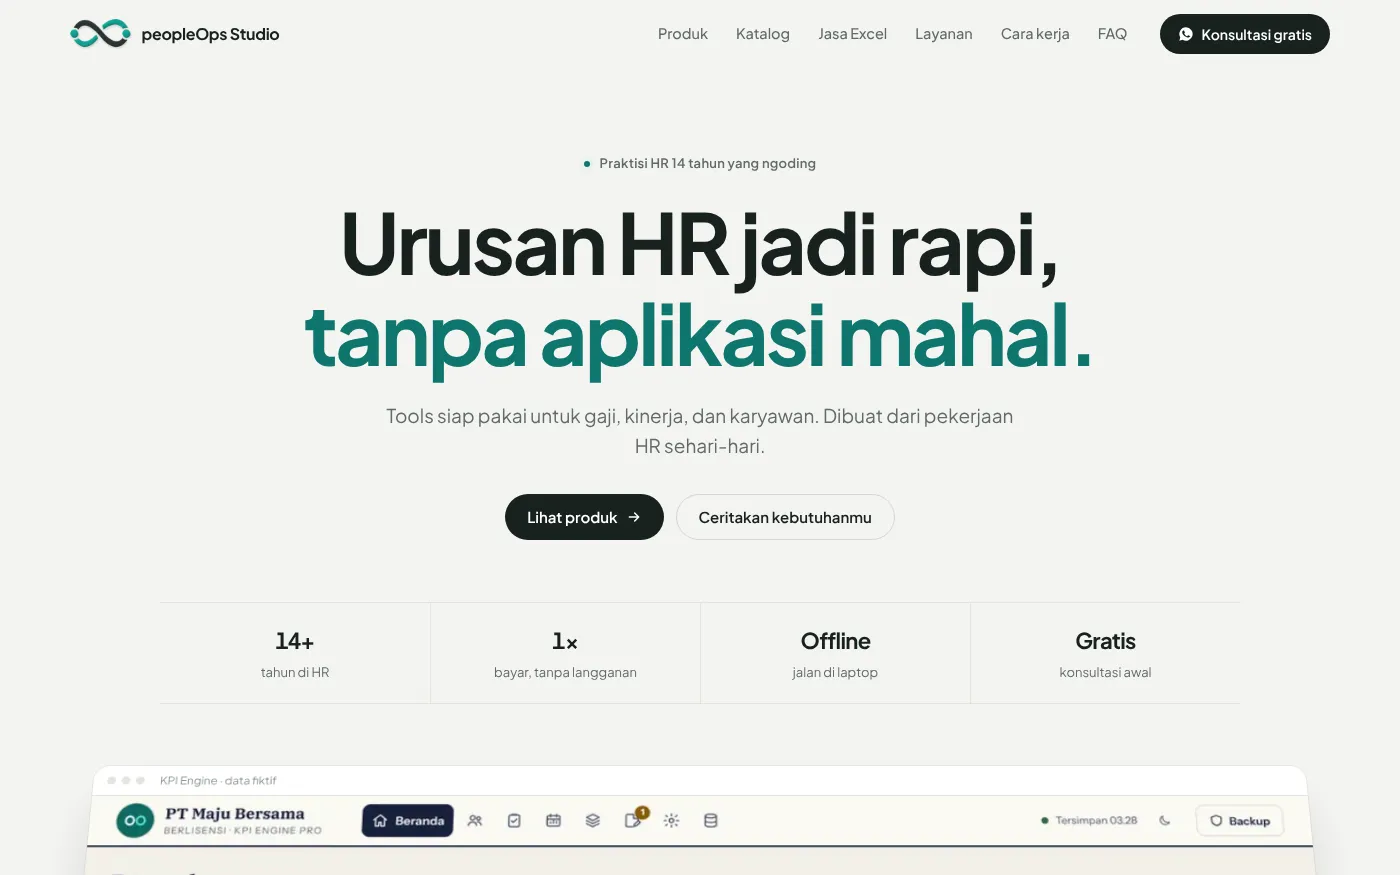 peopleOps Studio
Produk
Katalog
Jasa Excel
Layanan
Cara kerja
FAQ
Konsultasi gratis
Praktisi HR 14 tahun yang ngoding
Urusan HR jadi rapi,
tanpa aplikasi mahal.
Tools siap pakai untuk gaji, kinerja, dan karyawan. Dibuat dari pekerjaan
HR sehari-hari.
Lihat produk
Ceritakan kebutuhanmu
14+
tahun di HR
1×
bayar, tanpa langganan
Offline
jalan di laptop
Gratis
konsultasi awal
KPI Engine · data fiktif
PT Maju Bersama
BERLISENSI · KPI ENGINE PRO
Beranda
1
Tersimpan 03.28
Backup